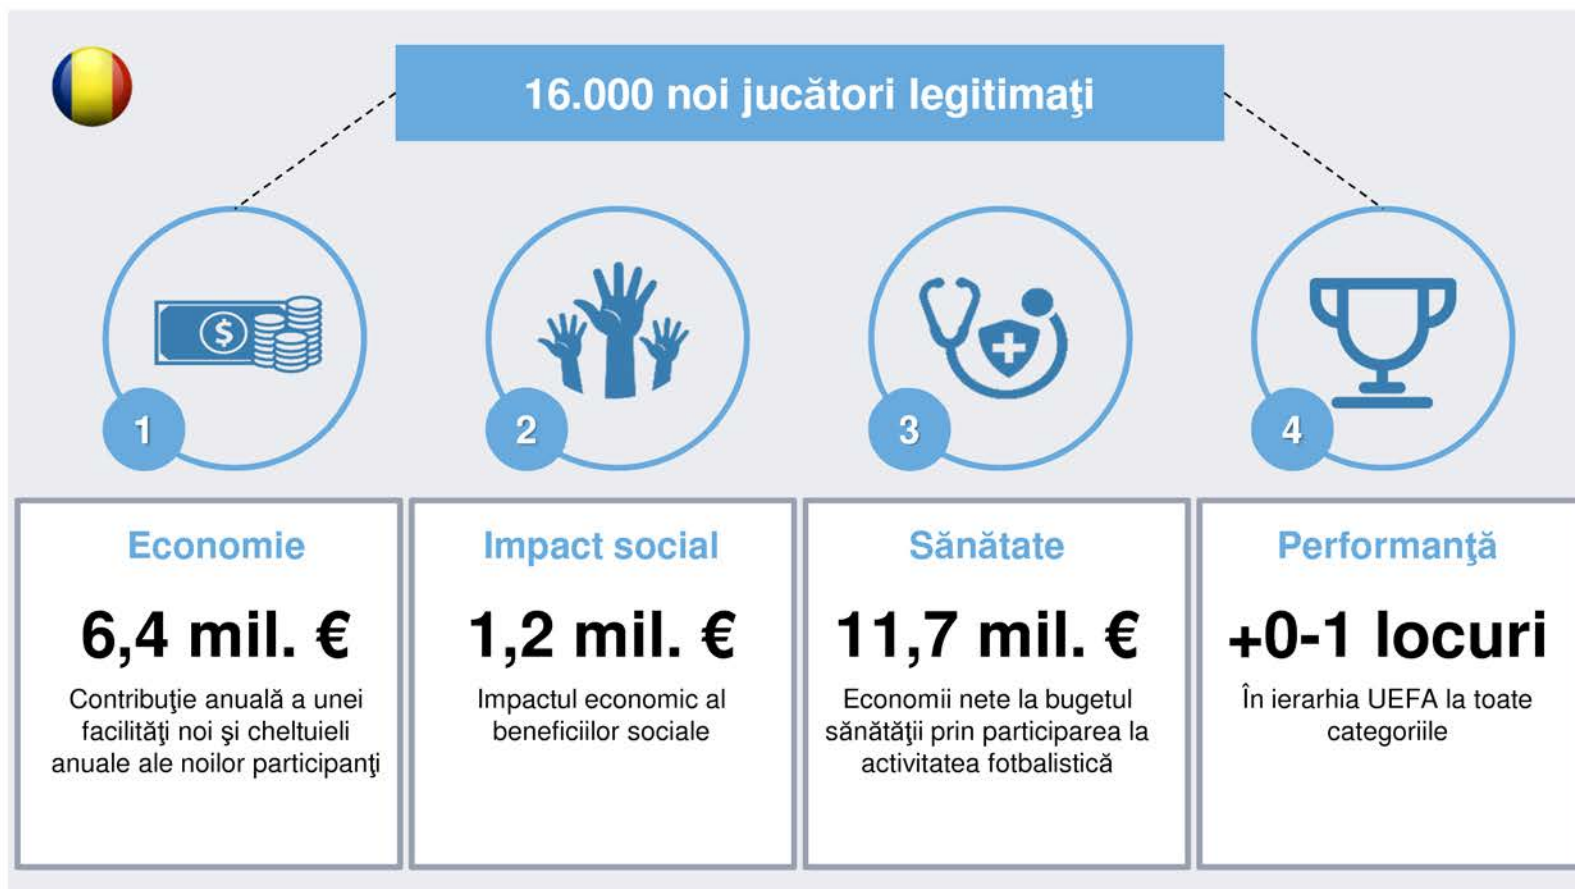 16.000 noi jucători legitimaţi
$
1
2
3
4
Economie
6,4 mil. €
Contribuţie anuală a unei
facilităţi noi şi cheltuieli
anuale ale noilor participanţi
Impact social
1,2 mil. €
Impactul economic al
beneficiilor sociale
Sănătate
11,7 mil. €
Economii nete la bugetul
sănătăţii prin participarea la
activitatea fotbalistică
Performanţă
+0-1 locuri
În ierarhia UEFA la toate
categoriile